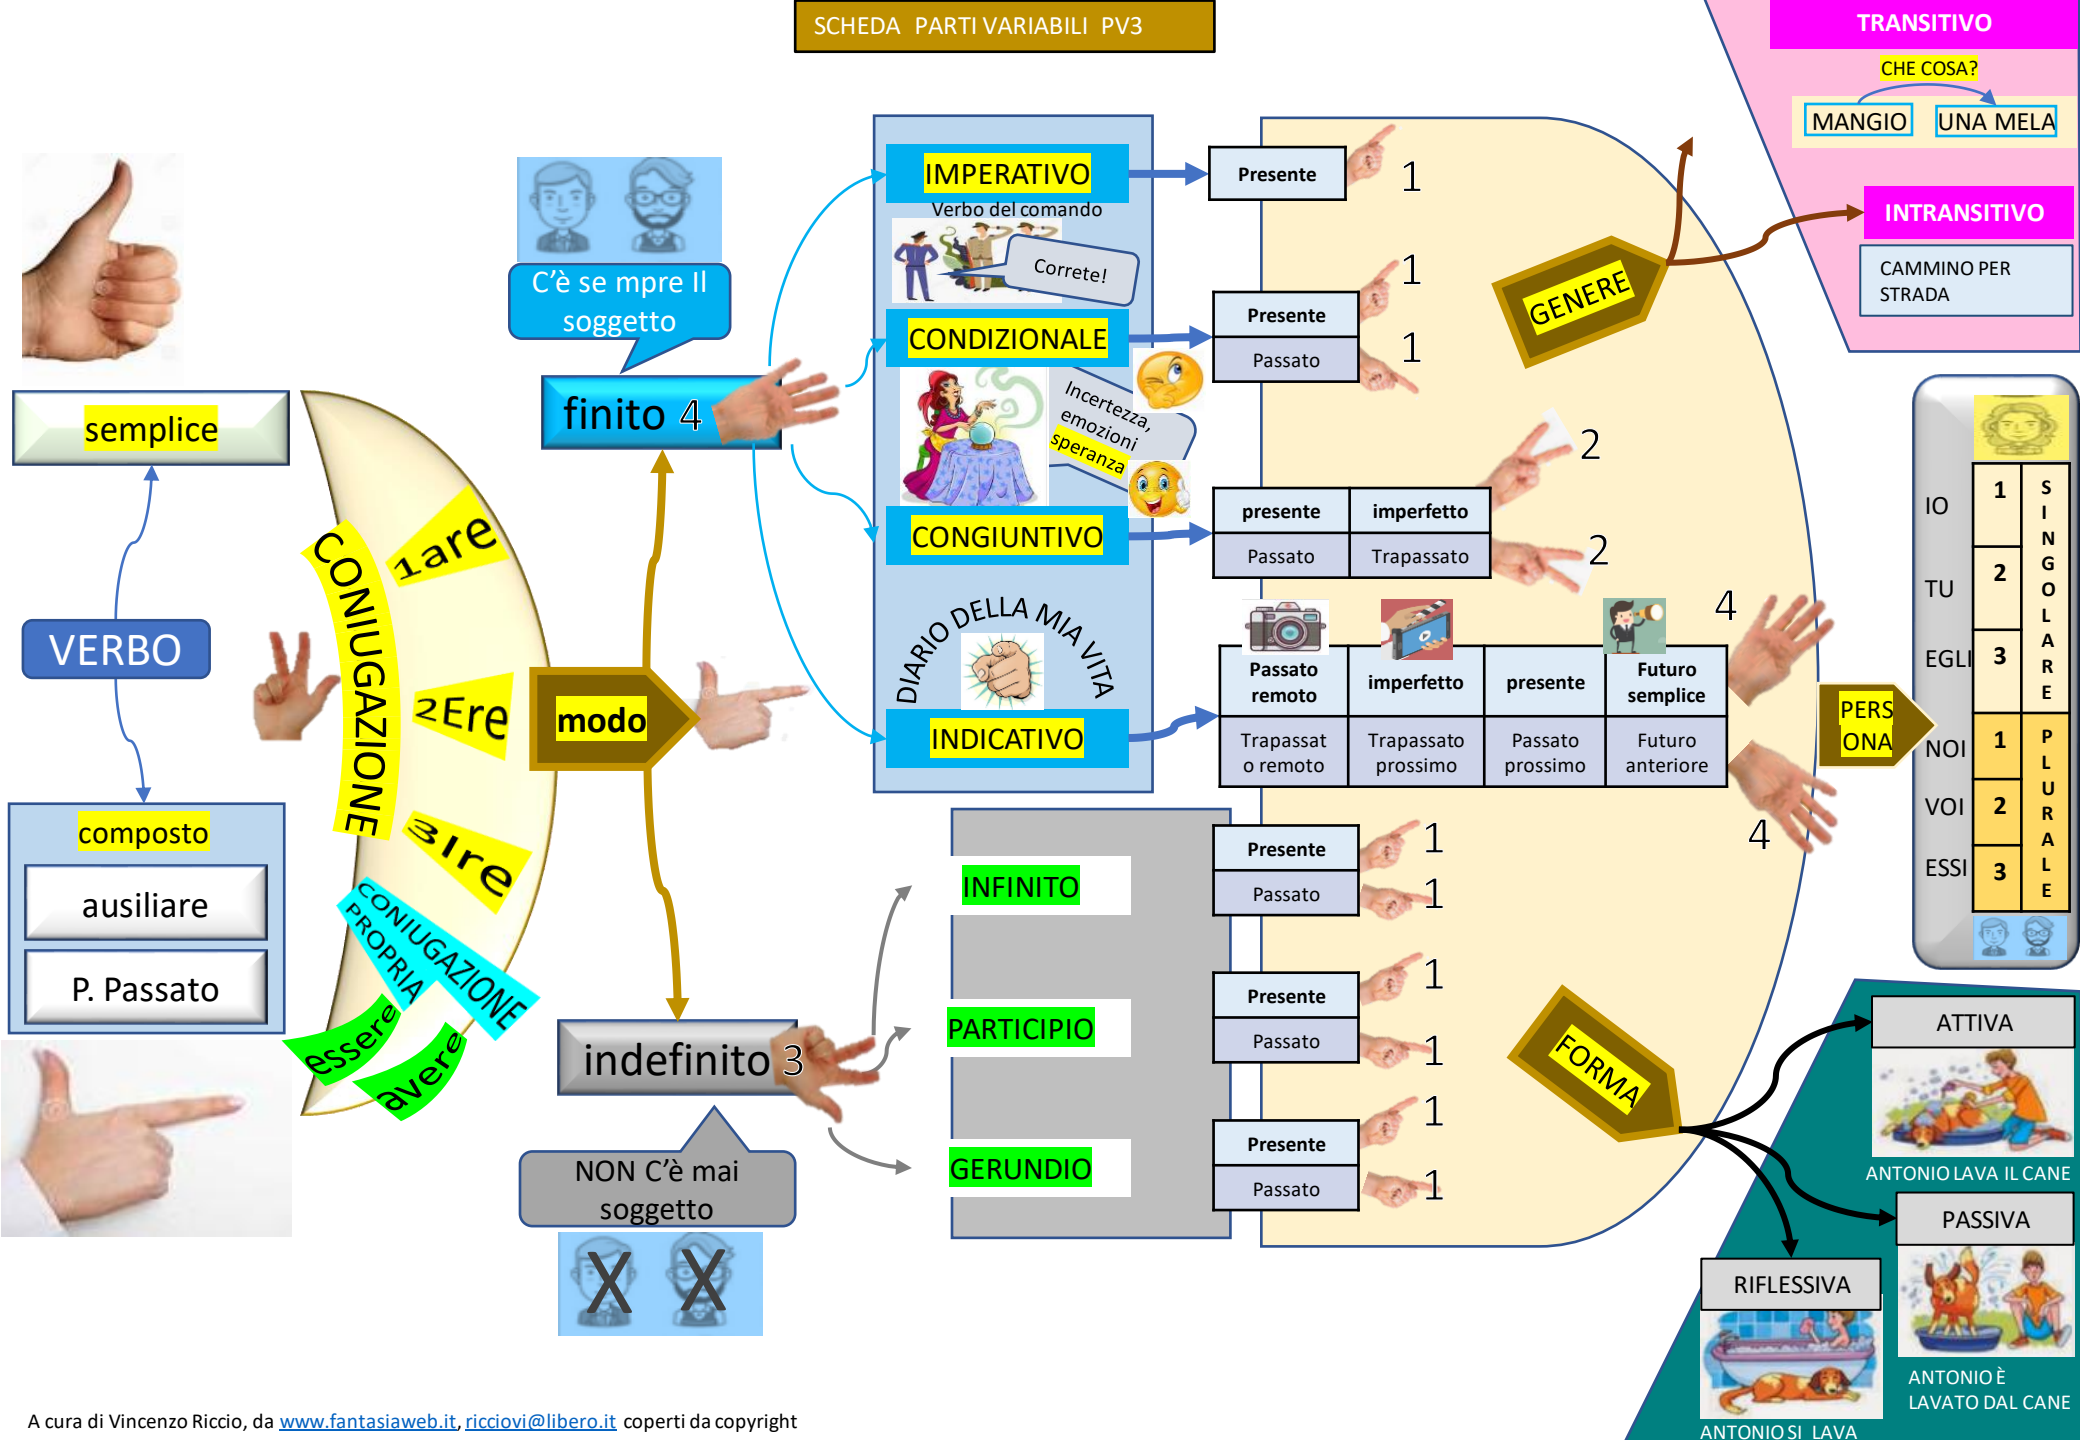 SCHEDA PARTI VARIABILI PV3
TRANSITIVO
CHE COSA?
MANGIO UNA MELA
INTRANSITIVO
CAMMINO PER
STRADA
GENERE
semplice
VERBO
composto
ausiliare
P. Passato
CONIUGAZIONE
1are
2Ere
3Ire
CONIUGAZIONE
PROPRIA
essere
avere
modo
C'è se mpre Il
soggetto
finito 4
indefinito 3
NON C'è mai
soggetto
X X
IMPERATIVO
Verbo del comando
Correte!
Presente 1
CONDIZIONALE
Presente 1
Passato 1
Incertezza,
emozioni
speranza
CONGIUNTIVO
presente imperfetto 2
Passato Trapassato 2
DIARIO DELLA MIA VITA
INDICATIVO
Passato
remoto
imperfetto
presente
Futuro
semplice
4
Trapassat
o remoto
Trapassato
prossimo
Passato
prossimo
Futuro
anteriore
4
INFINITO
Presente 1
Passato 1
PARTICIPIO
Presente 1
Passato 1
GERUNDIO
Presente 1
Passato 1
PERS
ONA
IO 1
TU 2
EGLI 3
SINGOLARE
NOI 1
VOI 2
ESSI 3
PLURALE
FORMA
ATTIVA
ANTONIO LAVA IL CANE
PASSIVA
ANTONIO È
LAVATO DAL CANE
RIFLESSIVA
ANTONIO SI LAVA
A cura di Vincenzo Riccio, da www.fantasiaweb.it, ricciovi@libero.it coperti da copyright